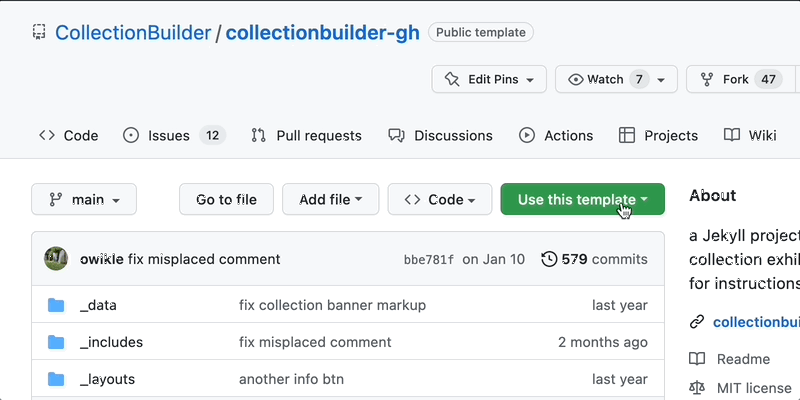 CollectionBuilder / collectionbuilder-gh Public template
Edit Pins Watch 7 Fork 47
Code Issues 12 Pull requests Discussions Actions Projects Wiki
main Go to file Add file Code Use this template About
owikle fix misplaced comment bbe781f on Jan 10 579 commits
_data fix collection banner markup last year
_includes fix misplaced comment 2 months ago
_layouts another info btn last year
a Jekyll project
collection exhi
for instructions
collectionbui
Readme
MIT license